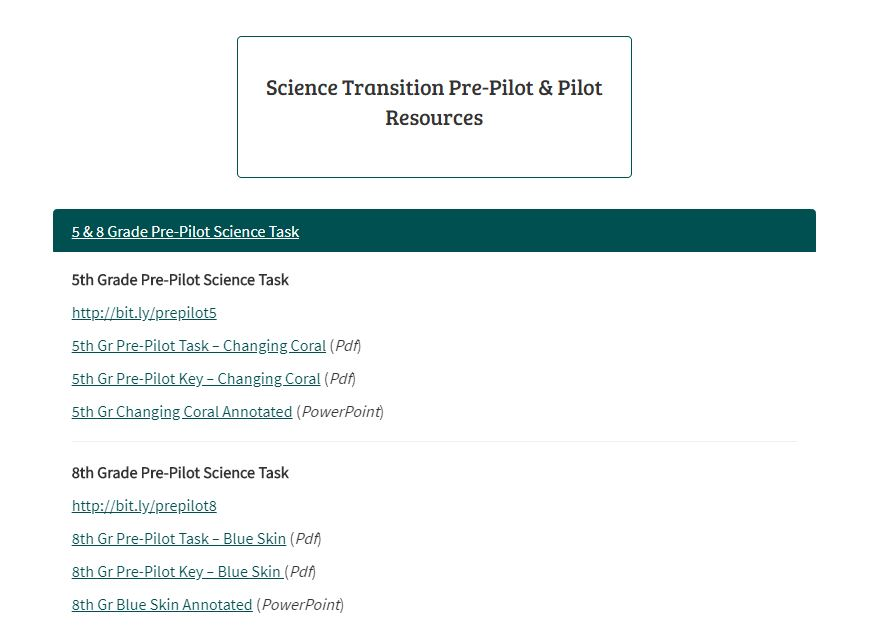 Science Transition Pre-Pilot & Pilot
Resources
5 & 8 Grade Pre-Pilot Science Task
5th Grade Pre-Pilot Science Task
http://bit.ly/prepilot5
5th Gr Pre-Pilot Task – Changing Coral (Pdf)
5th Gr Pre-Pilot Key – Changing Coral (Pdf)
5th Gr Changing Coral Annotated (PowerPoint)
8th Grade Pre-Pilot Science Task
http://bit.ly/prepilot8
8th Gr Pre-Pilot Task – Blue Skin (Pdf)
8th Gr Pre-Pilot Key – Blue Skin (Pdf)
8th Gr Blue Skin Annotated (PowerPoint)